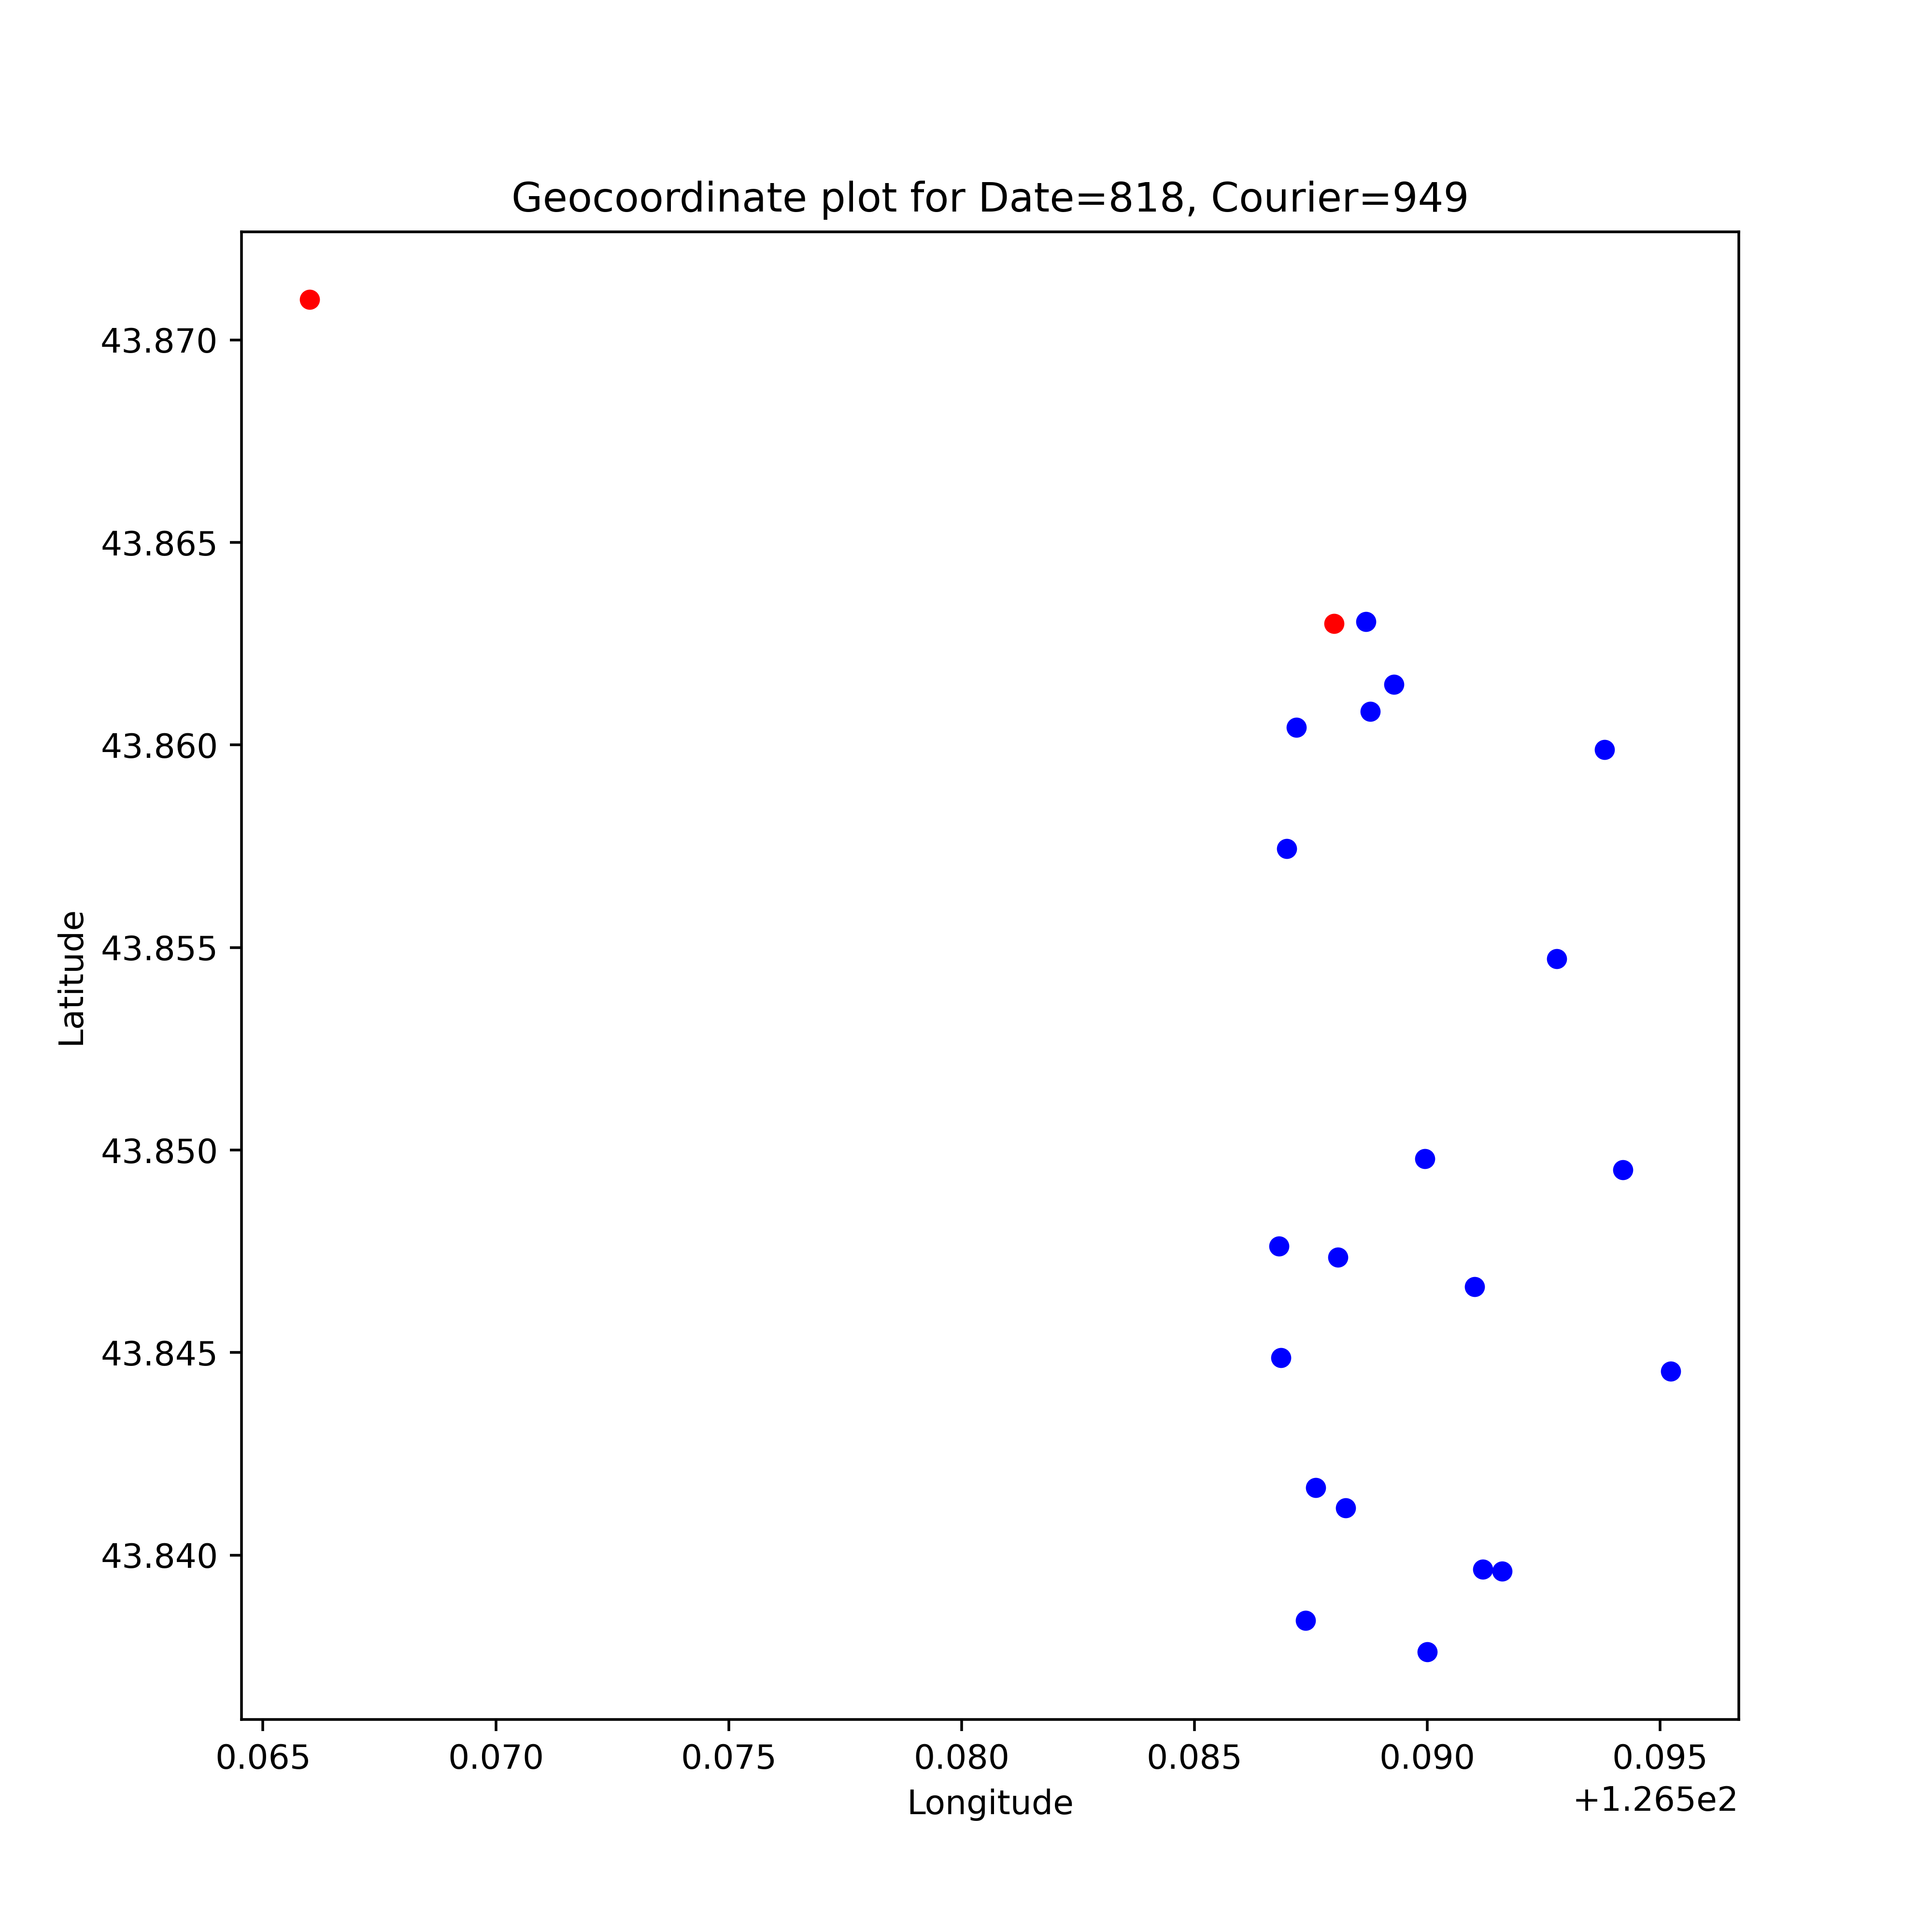 Geocoordinate plot for Date=818, Courier=949
43.870
43.865
43.860
43.855
43.850
43.845
43.840
Latitude
0.065 0.070 0.075 0.080 0.085 0.090 0.095
Longitude
+1.265e2